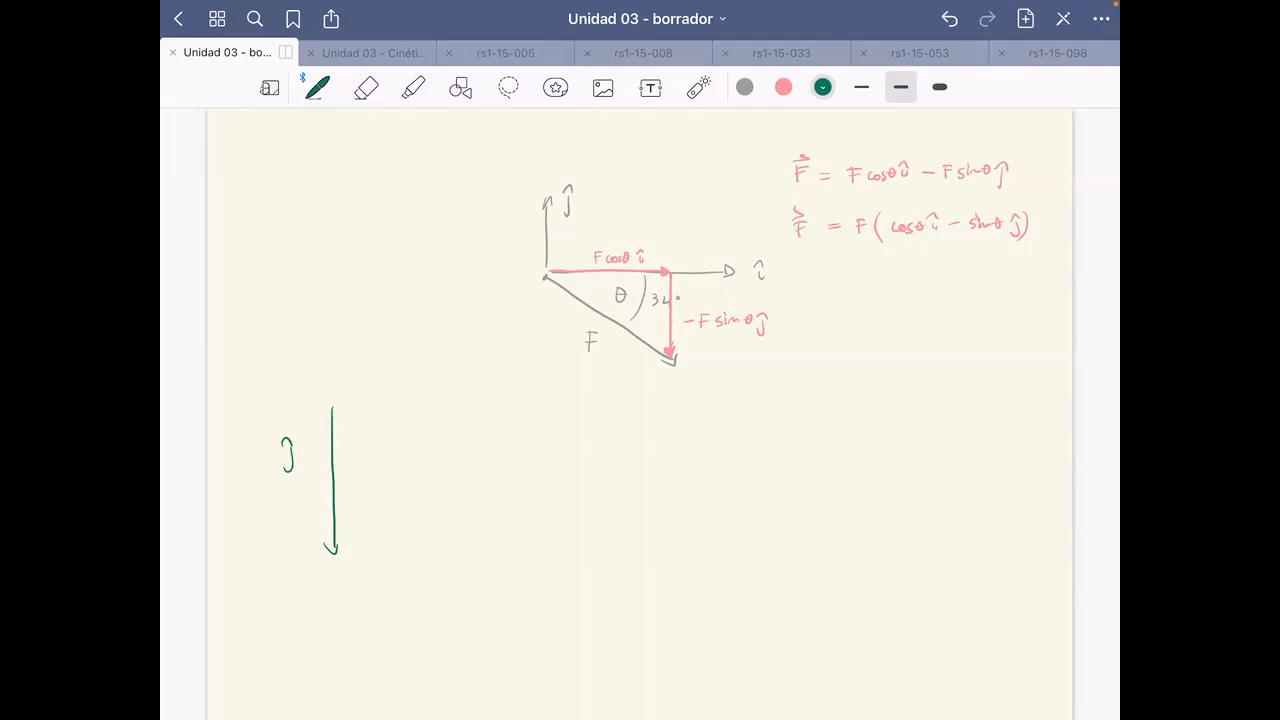 Unidad 03 - borrador
Unidad 03 - bo...
Unidad 03 - Cinéti...
rs1-15-005
rs1-15-008
rs1-15-033
rs1-15-053
rs1-15-098
T
F = F cosθ î - F sinθ ĵ
F = F ( cosθ î - sinθ ĵ )
ĵ
F cosθ î
î
θ
- F sinθ ĵ
F